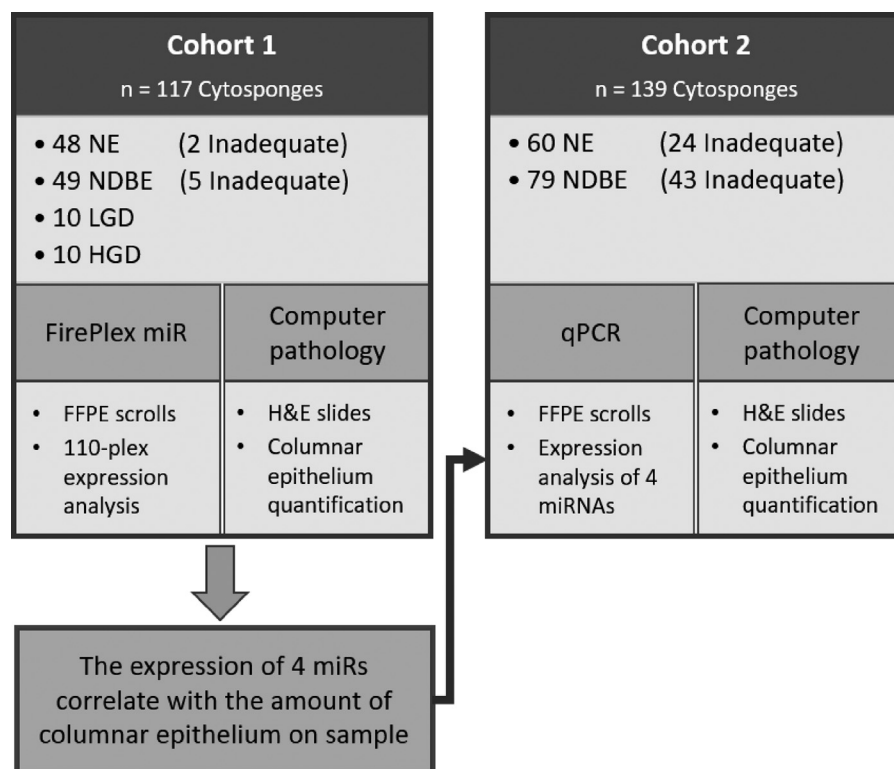 Cohort 1
n = 117 Cytosponges
• 48 NE (2 Inadequate)
• 49 NDBE (5 Inadequate)
• 10 LGD
• 10 HGD
FirePlex miR
• FFPE scrolls
• 110-plex
expression
analysis
Computer
pathology
• H&E slides
• Columnar
epithelium
quantification
The expression of 4 miRs
correlate with the amount of
columnar epithelium on sample
Cohort 2
n = 139 Cytosponges
• 60 NE (24 Inadequate)
• 79 NDBE (43 Inadequate)
qPCR
• FFPE scrolls
• Expression
analysis of 4
miRNAs
Computer
pathology
• H&E slides
• Columnar
epithelium
quantification